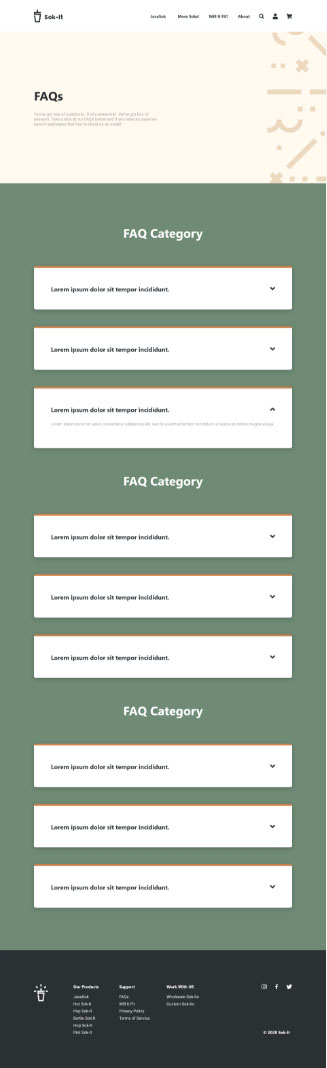 Sok-It
JavaSok
More Soks!
Will It Fit?
About
FAQs
You've got lots of questions. That's awesome. We've got lots of
answers. Take a look at our FAQs below and if you have an issue we
haven't addressed feel free to shoot us an email!
FAQ Category
Lorem ipsum dolor sit tempor incididunt.
Lorem ipsum dolor sit tempor incididunt.
Lorem ipsum dolor sit tempor incididunt.
Lorem ipsum dolor sit amet, consectetur adipiscing elit, sed do eiusmod tempor incididunt ut labore et dolore magna aliqua.
FAQ Category
Lorem ipsum dolor sit tempor incididunt.
Lorem ipsum dolor sit tempor incididunt.
Lorem ipsum dolor sit tempor incididunt.
FAQ Category
Lorem ipsum dolor sit tempor incididunt.
Lorem ipsum dolor sit tempor incididunt.
Lorem ipsum dolor sit tempor incididunt.
Our Products
JavaSok
Hot Sok-It
Pop Sok-It
Bottle Sok-It
Hop Sok-It
Pint Sok-It
Support
FAQs
Will It Fit
Privacy Policy
Terms of Service
Work With US
Wholesale Sok-Its
Custom Sok-Its
© 2020 Sok-It